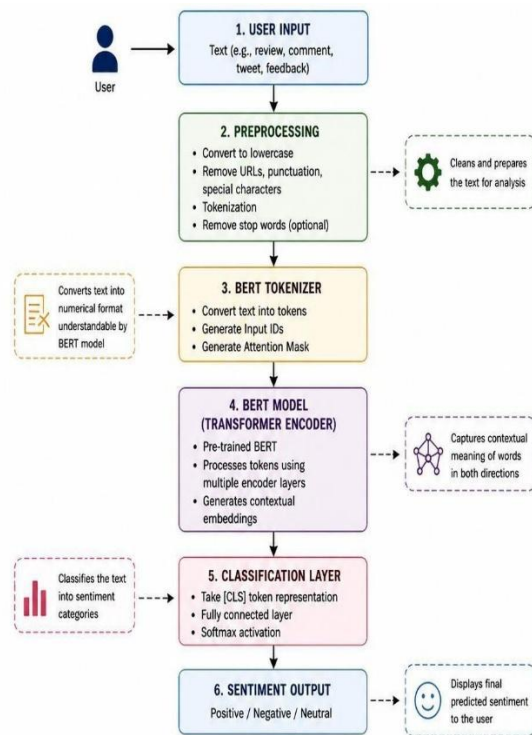 User
1. USER INPUT
Text (e.g., review, comment,
tweet, feedback)
2. PREPROCESSING
• Convert to lowercase
• Remove URLs, punctuation,
special characters
• Tokenization
• Remove stop words (optional)
Cleans and prepares
the text for analysis
Converts text into
numerical format
understandable by
BERT model
3. BERT TOKENIZER
• Convert text into tokens
• Generate Input IDs
• Generate Attention Mask
4. BERT MODEL
(TRANSFORMER ENCODER)
• Pre-trained BERT
• Processes tokens using
multiple encoder layers
• Generates contextual
embeddings
Captures contextual
meaning of words
in both directions
Classifies the text
into sentiment
categories
5. CLASSIFICATION LAYER
• Take [CLS] token representation
• Fully connected layer
• Softmax activation
6. SENTIMENT OUTPUT
Positive / Negative / Neutral
Displays final
predicted sentiment
to the user